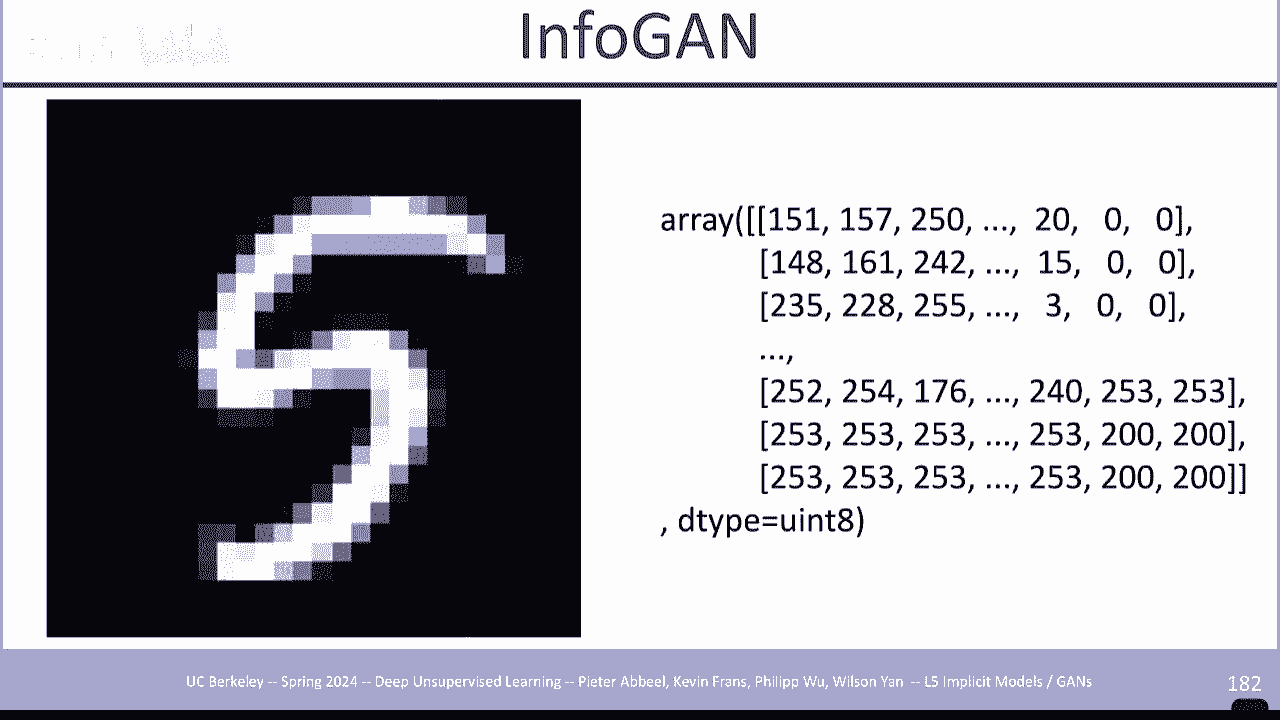 InfoGAN
array([[151, 157, 250, ..., 20, 0, 0],
[148, 161, 242, ..., 15, 0, 0],
[235, 228, 255, ..., 3, 0, 0],
...,
[252, 254, 176, ..., 240, 253, 253],
[253, 253, 253, ..., 253, 200, 200],
[253, 253, 253, ..., 253, 200, 200]]
, dtype=uint8)
UC Berkeley -- Spring 2024 -- Deep Unsupervised Learning -- Pieter Abbeel, Kevin Frans, Philipp Wu, Wilson Yan -- L5 Implicit Models / GANs
182